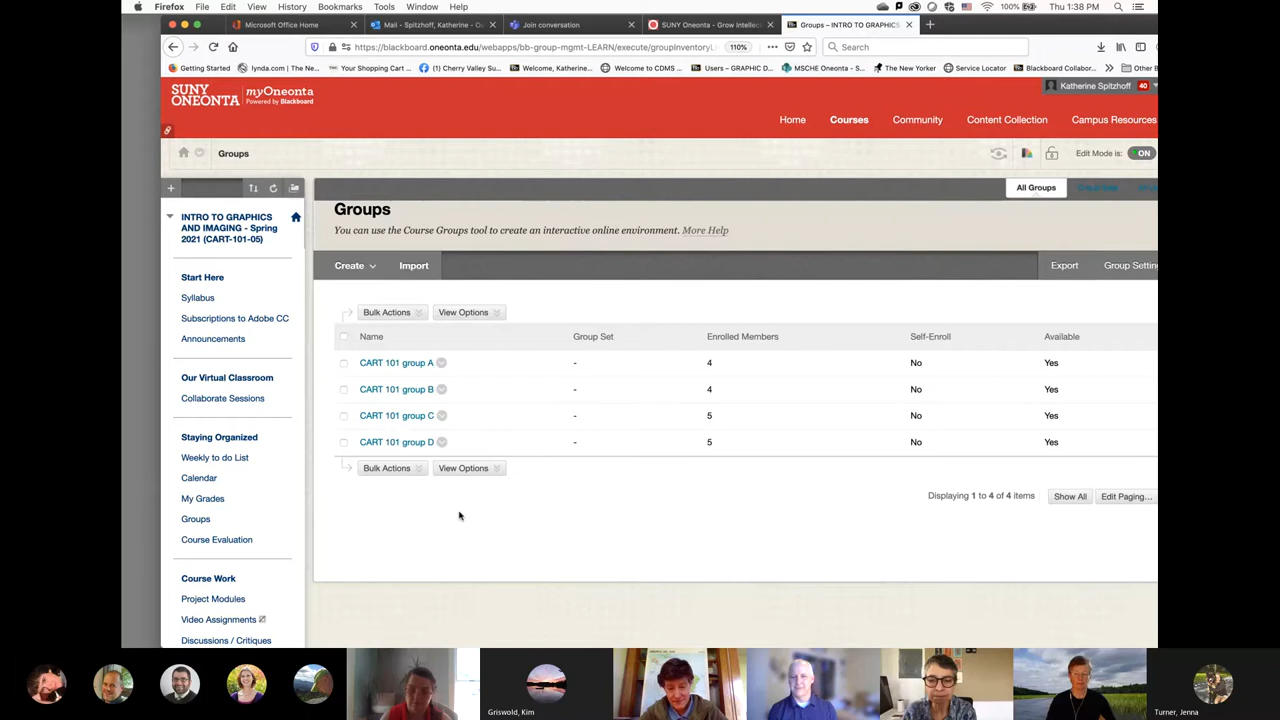 Firefox File Edit View History Bookmarks Tools Window Help 100% Thu 1:38 PM
Microsoft Office Home Mail - Spitzhoff, Katherine - Ou Join conversation SUNY Oneonta - Grow Intellec Groups – INTRO TO GRAPHICS
https://blackboard.oneonta.edu/webapps/bb-group-mgmt-LEARN/execute/groupInventoryL 110% Search
Getting Started lynda.com | The Ne... Your Shopping Cart ... (1) Cherry Valley Su... Welcome, Katherine... Welcome to CDMS ... Users – GRAPHIC D... MSCHE Oneonta - S... The New Yorker Service Locator Blackboard Collabor... Other B
SUNY ONEONTA
myOneonta
Powered by Blackboard
Katherine Spitzhoff 40
Home Courses Community Content Collection Campus Resources
Groups Edit Mode is: ON
All Groups
INTRO TO GRAPHICS
AND IMAGING - Spring
2021 (CART-101-05)
Start Here
Syllabus
Subscriptions to Adobe CC
Announcements
Our Virtual Classroom
Collaborate Sessions
Staying Organized
Weekly to do List
Calendar
My Grades
Groups
Course Evaluation
Course Work
Project Modules
Video Assignments
Discussions / Critiques
Groups
You can use the Course Groups tool to create an interactive online environment. More Help
Create Import Export Group Settin
Bulk Actions View Options
Name Group Set Enrolled Members Self-Enroll Available
CART 101 group A - 4 No Yes
CART 101 group B - 4 No Yes
CART 101 group C - 5 No Yes
CART 101 group D - 5 No Yes
Bulk Actions View Options
Displaying 1 to 4 of 4 items Show All Edit Paging...
Griswold, Kim Turner, Jenna